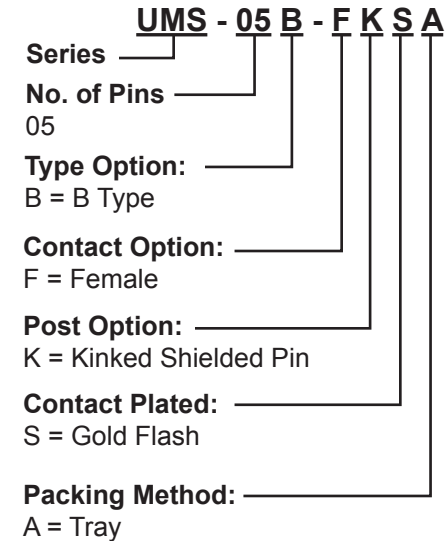 UMS - 05 B - F K S A
Series
No. of Pins
05
Type Option:
B = B Type
Contact Option:
F = Female
Post Option:
K = Kinked Shielded Pin
Contact Plated:
S = Gold Flash
Packing Method:
A = Tray